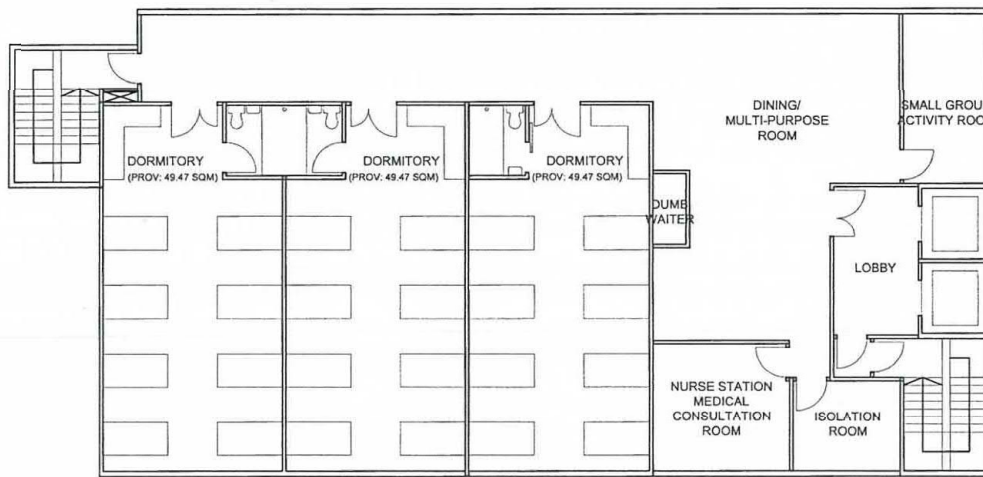 DINING/
MULTI-PURPOSE
ROOM
SMALL GROU
ACTIVITY ROO
DORMITORY
(PROV: 49.47 SQM)
DORMITORY
(PROV: 49.47 SQM)
DORMITORY
(PROV: 49.47 SQM)
DUMB
WAITER
LOBBY
NURSE STATION
MEDICAL
CONSULTATION
ROOM
ISOLATION
ROOM